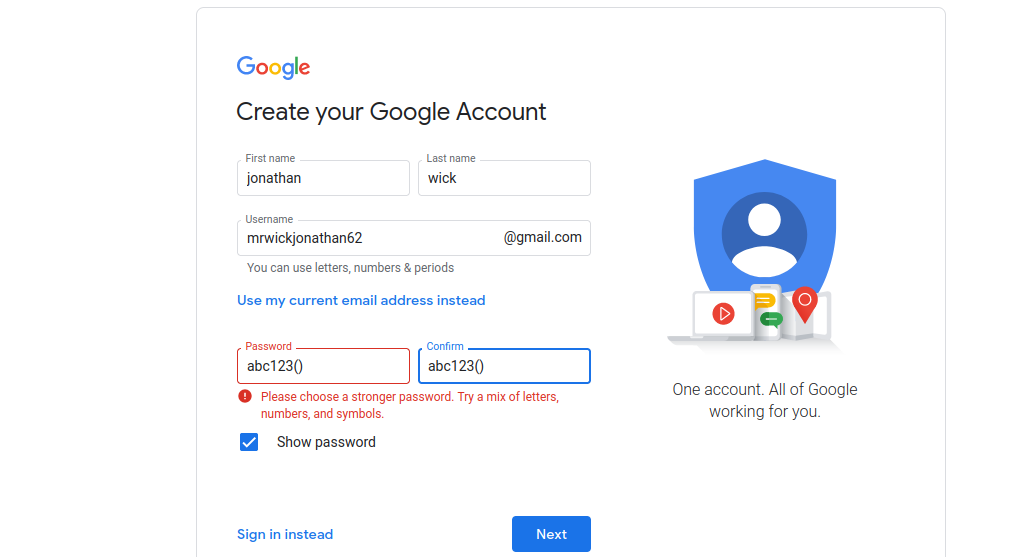 Google
Create your Google Account
First name
Last name
jonathan
wick
Username
mrwickjonathan62
@gmail.com
You can use letters, numbers & periods
Use my current email address instead
Password
Confirm
abc123()
abc123()
Please choose a stronger password. Try a mix of letters,
numbers, and symbols.
Show password
Sign in instead
Next
One account. All of Google
working for you.